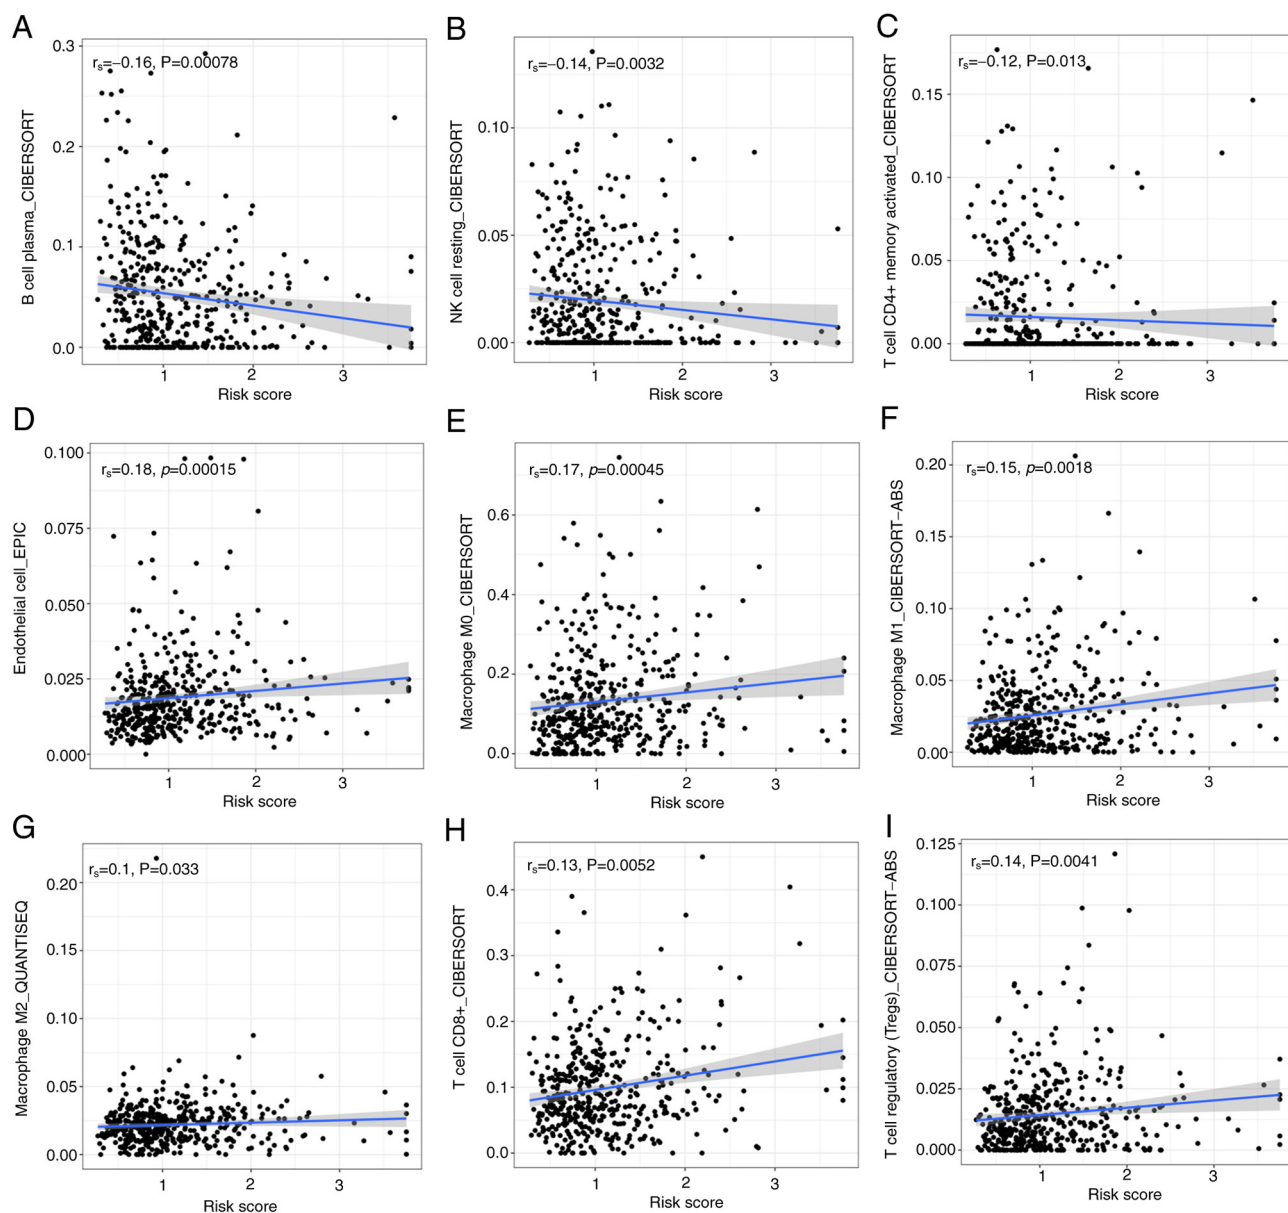 A
B cell plasma_CIBERSORT
rs=−0.16, P=0.00078
0.3
0.2
0.1
0.0
1 2 3
Risk score
B
NK cell resting_CIBERSORT
rs=−0.14, P=0.0032
0.10
0.05
0.00
1 2 3
Risk score
C
T cell CD4+ memory activated_CIBERSORT
rs=−0.12, P=0.013
0.15
0.10
0.05
0.00
1 2 3
Risk score
D
Endothelial cell_EPIC
rs=0.18, p=0.00015
0.100
0.075
0.050
0.025
0.000
1 2 3
Risk score
E
Macrophage M0_CIBERSORT
rs=0.17, p=0.00045
0.6
0.4
0.2
0.0
1 2 3
Risk score
F
Macrophage M1_CIBERSORT−ABS
rs=0.15, p=0.0018
0.20
0.15
0.10
0.05
0.00
1 2 3
Risk score
G
Macrophage M2_QUANTISEQ
rs=0.1, P=0.033
0.20
0.15
0.10
0.05
0.00
1 2 3
Risk score
H
T cell CD8+_CIBERSORT
rs=0.13, P=0.0052
0.4
0.3
0.2
0.1
0.0
1 2 3
Risk score
I
T cell regulatory (Tregs)_CIBERSORT−ABS
rs=0.14, P=0.0041
0.125
0.100
0.075
0.050
0.025
0.000
1 2 3
Risk score